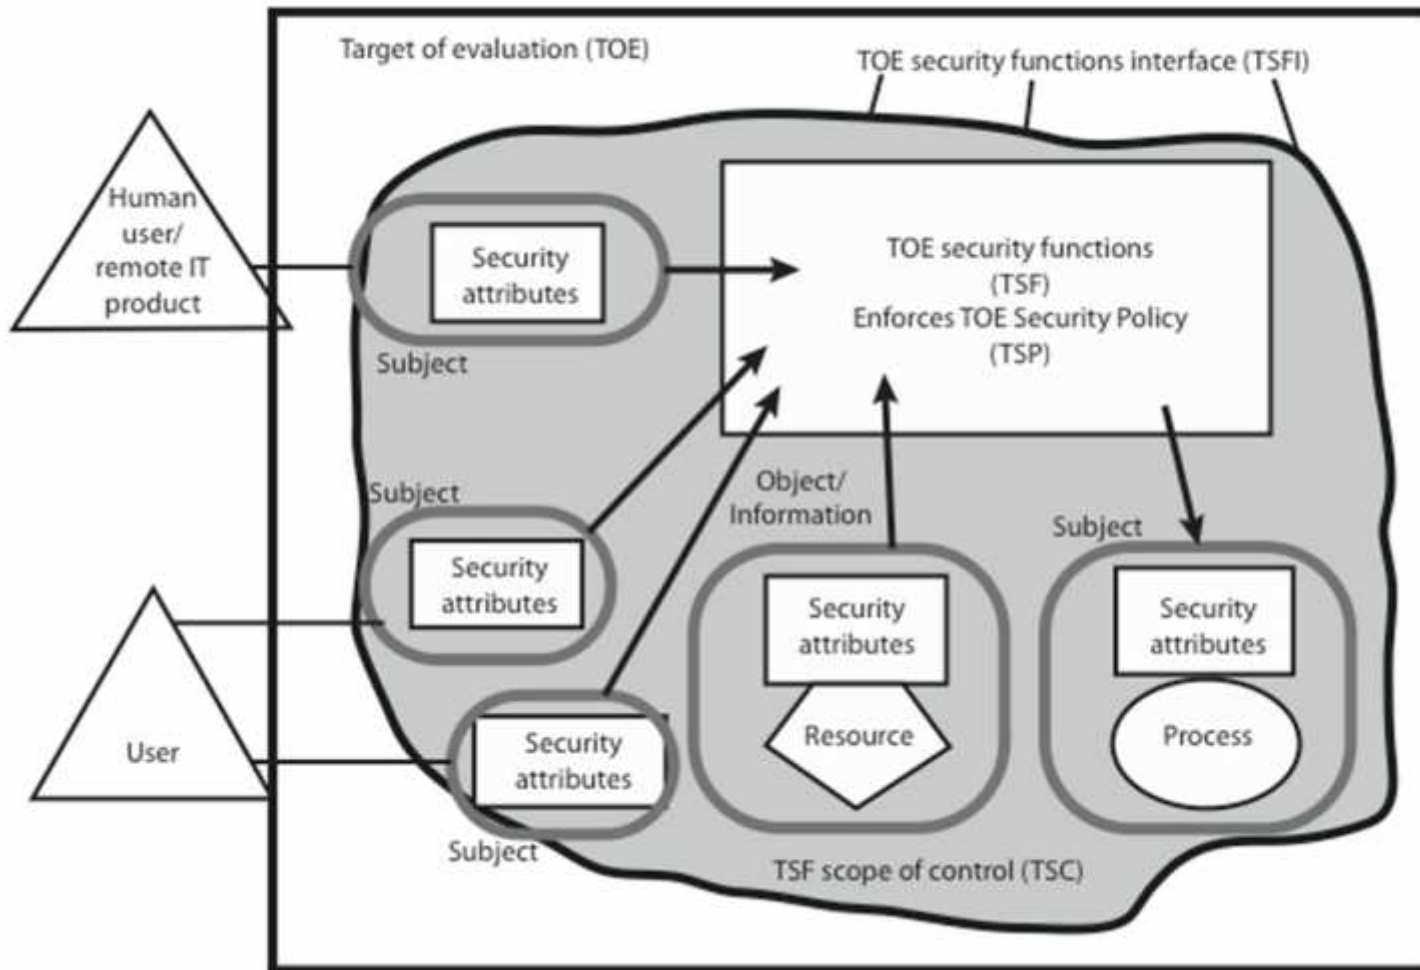 Target of evaluation (TOE)
TOE security functions interface (TSFI)
Human
user/
remote IT
product
Security
attributes
Subject
TOE security functions
(TSF)
Enforces TOE Security Policy
(TSP)
Subject
Security
attributes
Object/
Information
Subject
Security
attributes
Resource
Security
attributes
Process
User
Security
attributes
Subject
TSF scope of control (TSC)